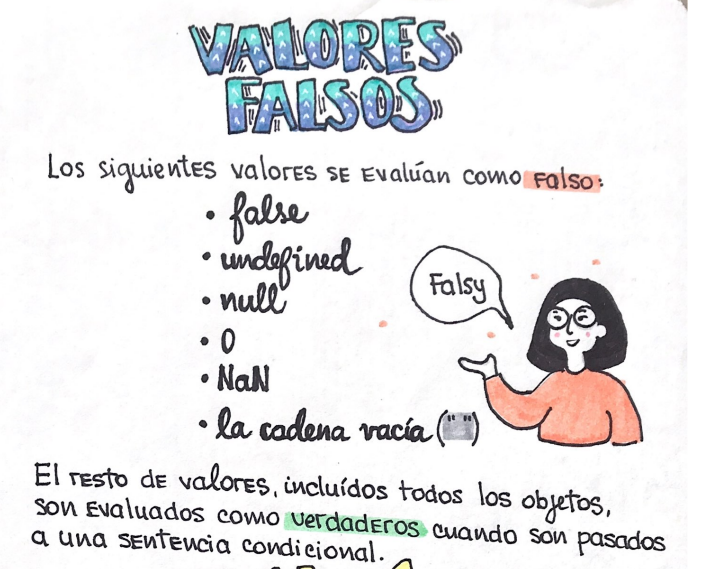 VALORES
FALSOS
Los siguientes valores se evalúan como Falso:
• false
• undefined
• null
• 0
• NaN
• la cadena vacía ("")
Falsy
El resto de valores, incluídos todos los objetos,
son evaluados como verdaderos cuando son pasados
a una sentencia condicional.